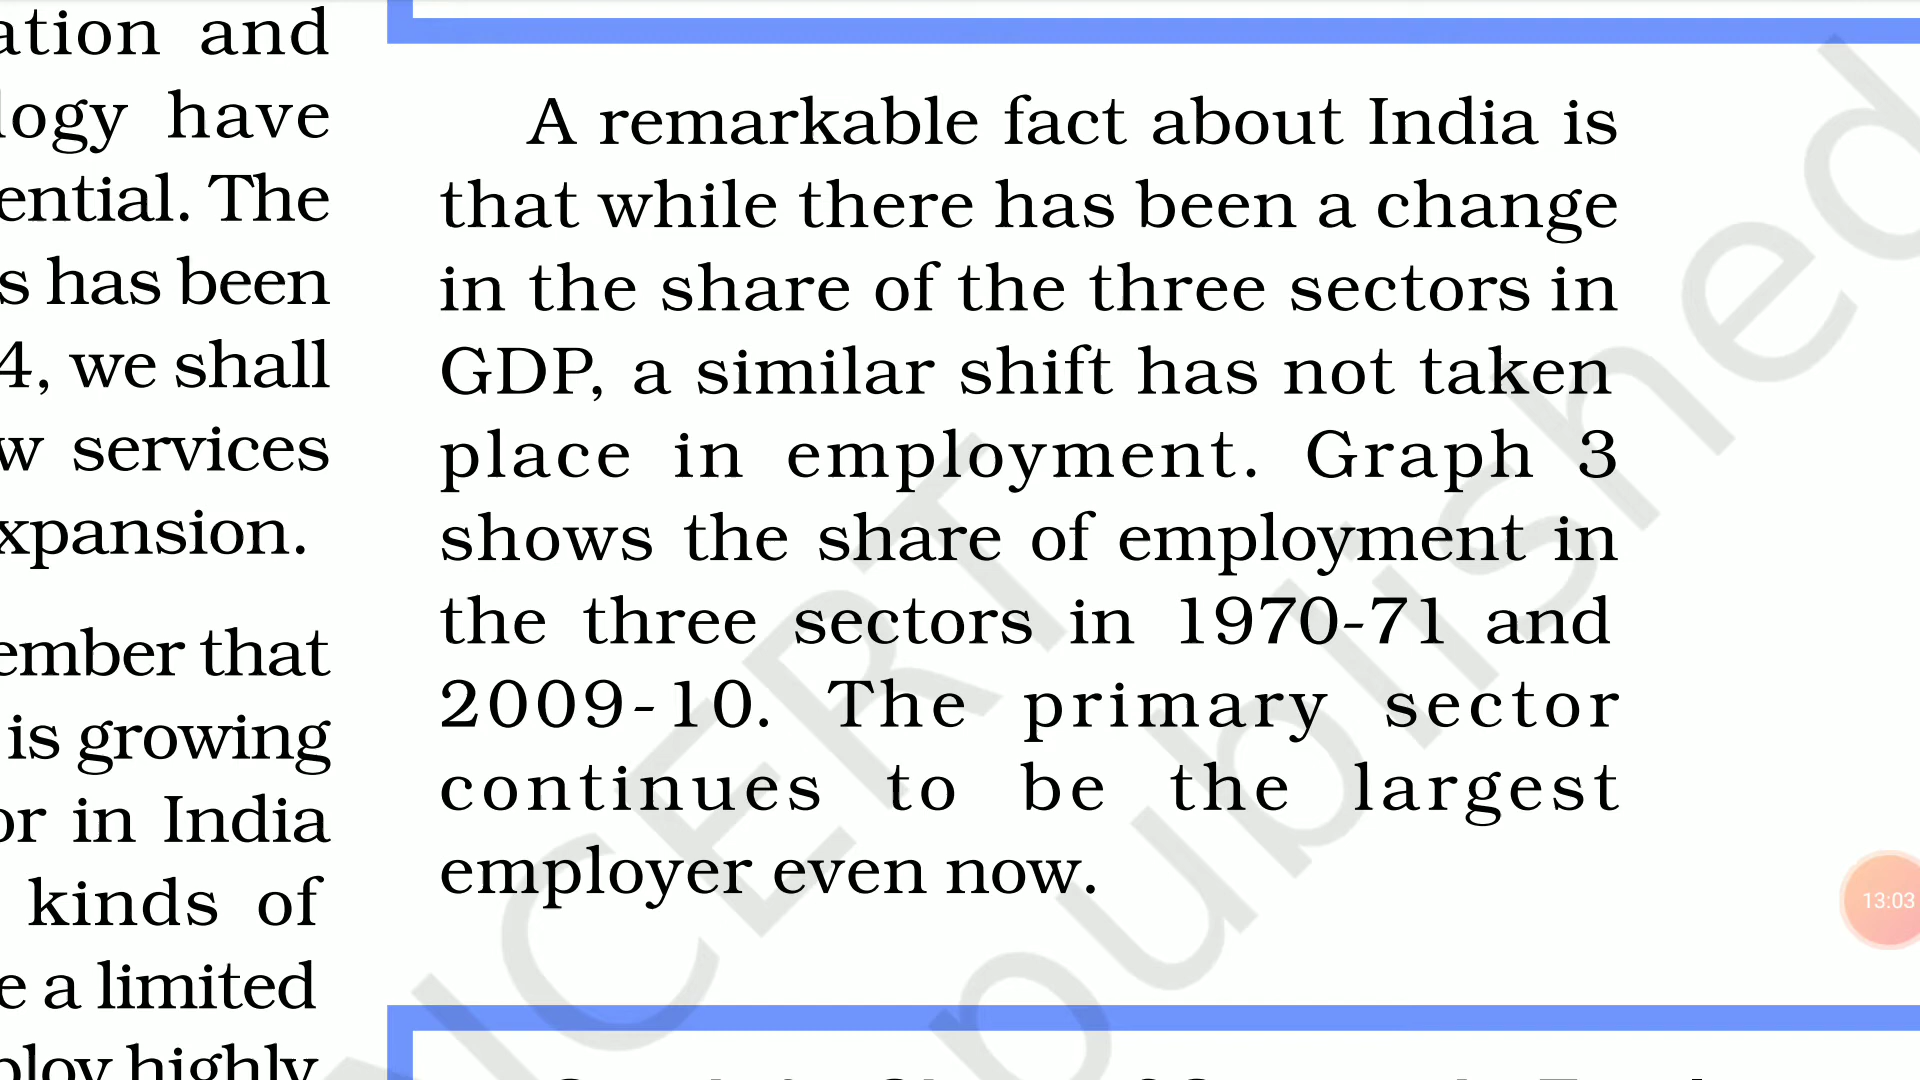 ation and
logy have
ential. The
s has been
4, we shall
w services
xpansion.
ember that
is growing
or in India
kinds of
e a limited
ploy highly
A remarkable fact about India is
that while there has been a change
in the share of the three sectors in
GDP, a similar shift has not taken
place in employment. Graph 3
shows the share of employment in
the three sectors in 1970-71 and
2009-10. The primary sector
continues to be the largest
employer even now.
NCERT
published
13:03